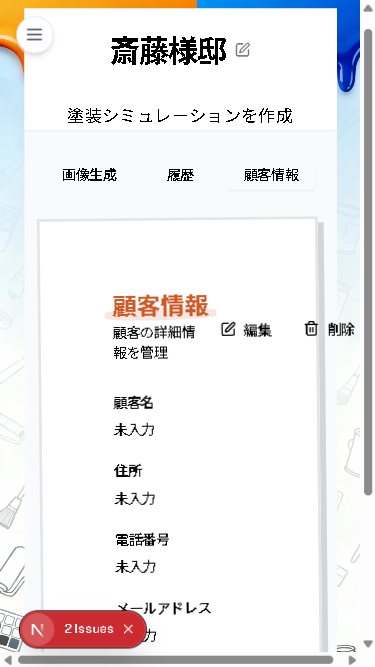 斎藤様邸
塗装シミュレーションを作成
画像生成 履歴 顧客情報
顧客情報
顧客の詳細情
報を管理
編集 削除
顧客名
未入力
住所
未入力
電話番号
未入力
メールアドレス
力
N 2 Issues